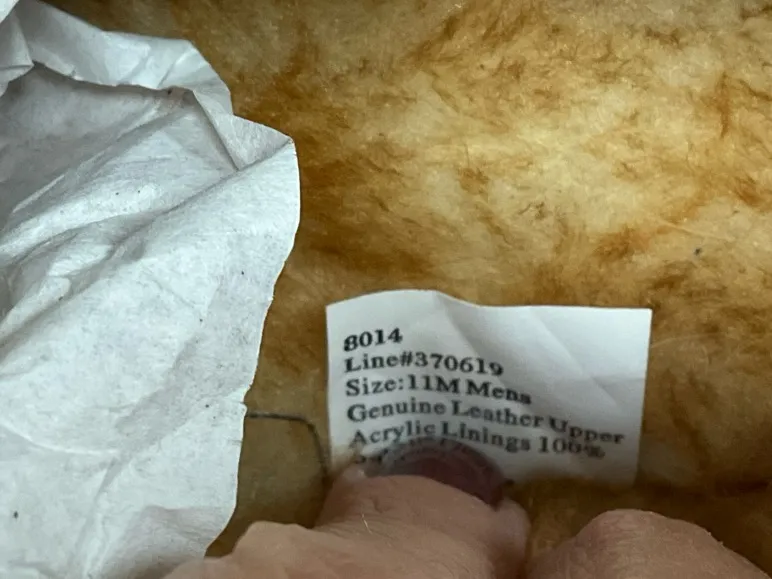 8014
Line#370619
Size:11M Mens
Genuine Leather Upper
Acrylic Linings 100%